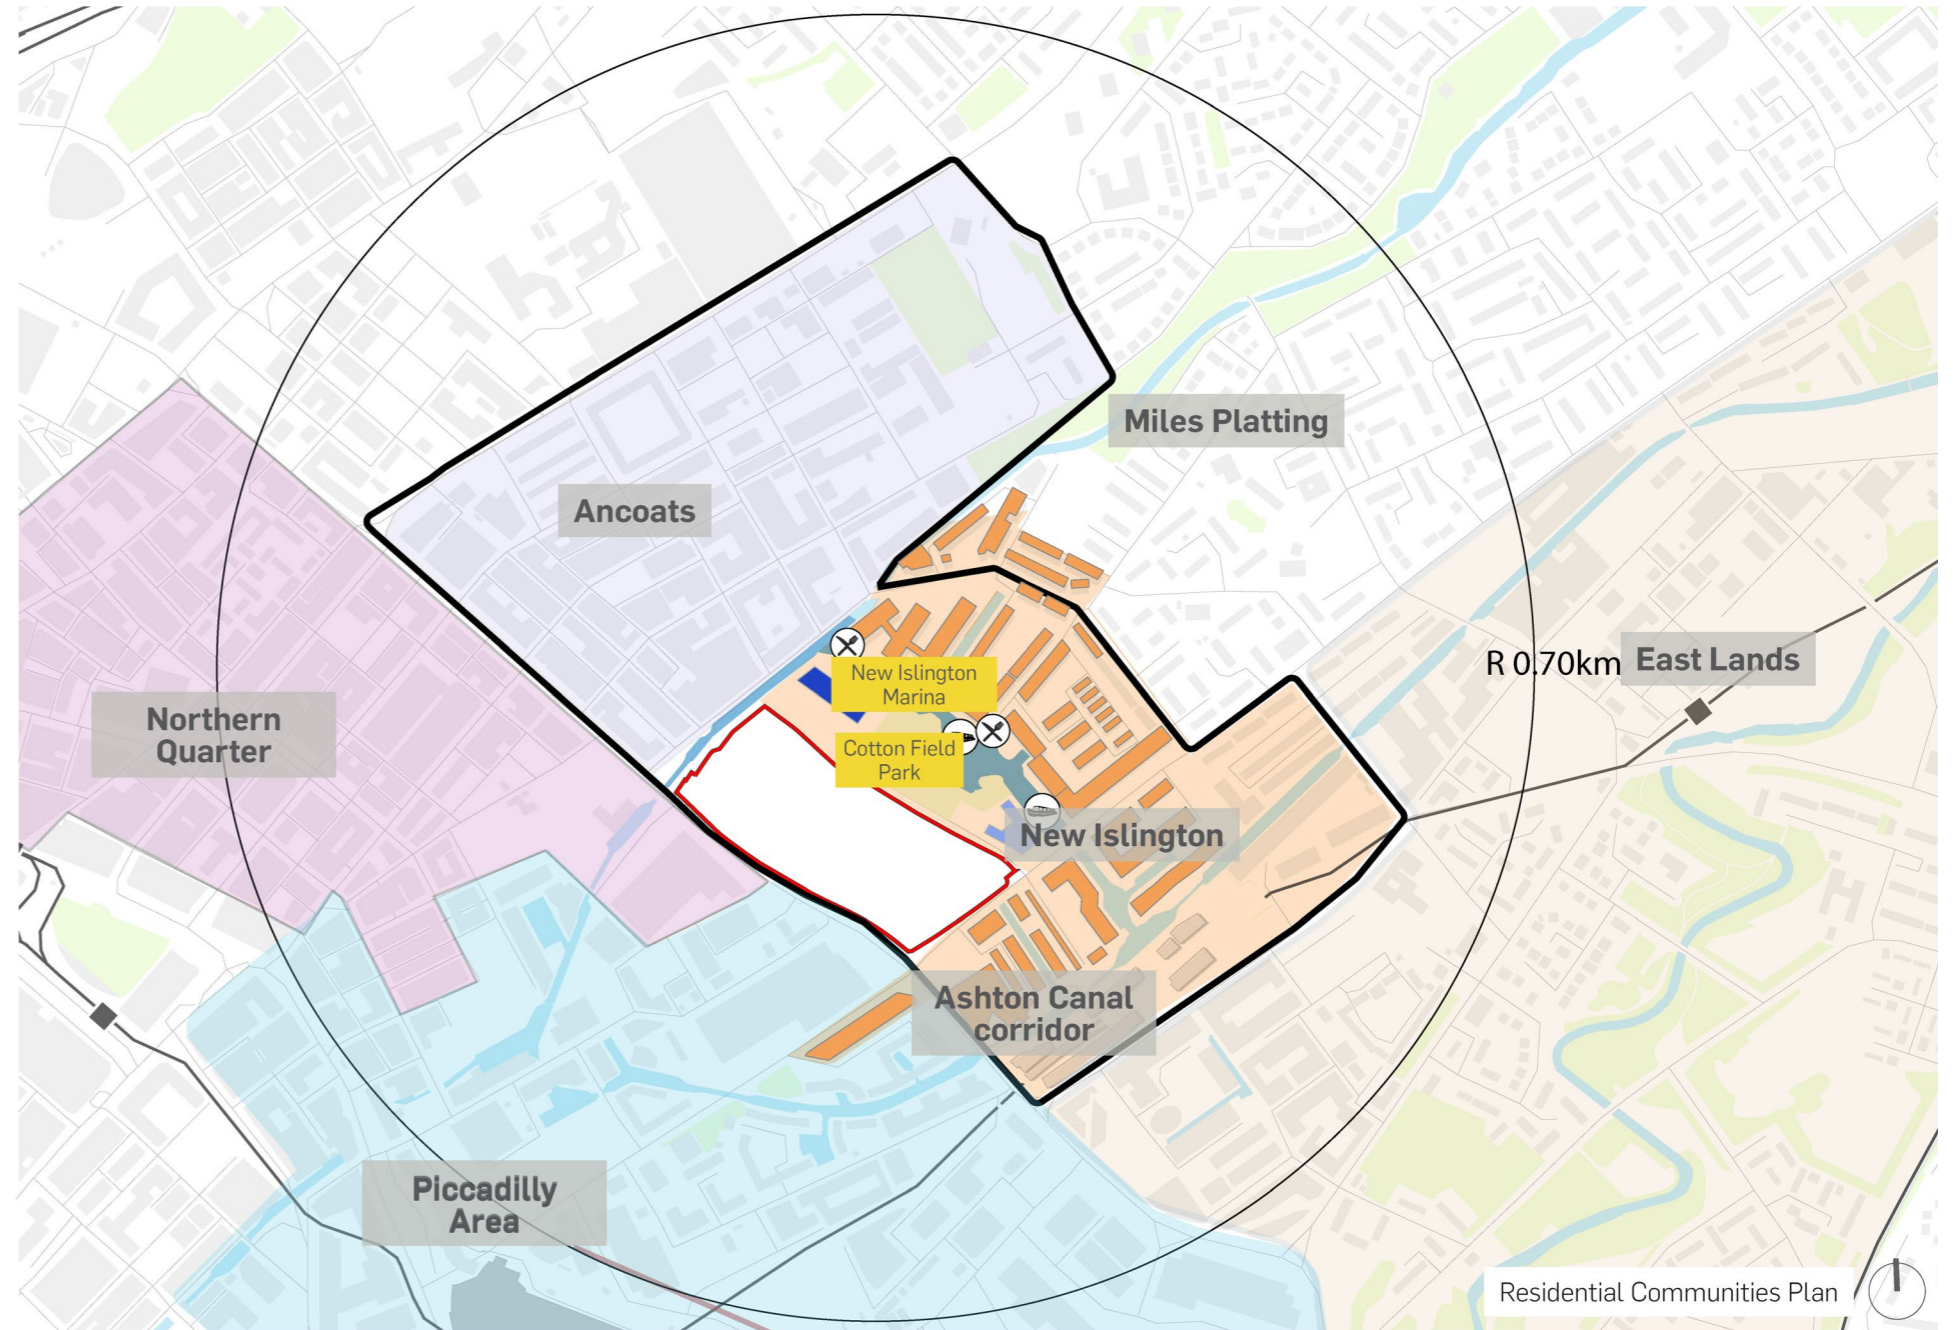 Miles Platting
Ancoats
R 0.70km
East Lands
New Islington
Marina
Northern
Quarter
Cotton Field
Park
New Islington
Ashton Canal
corridor
Piccadilly
Area
Residential Communities Plan